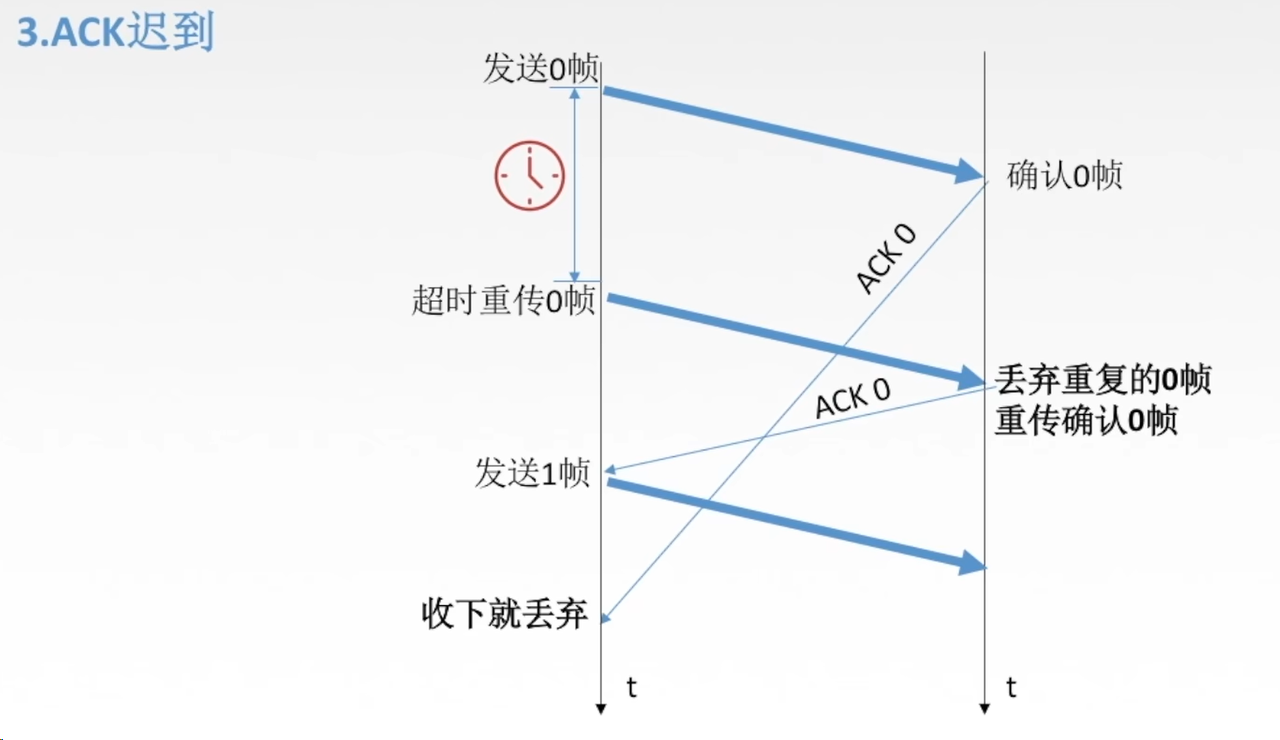 3.ACK迟到
发送0帧
确认0帧
ACK 0
超时重传0帧
丢弃重复的0帧
重传确认0帧
ACK 0
发送1帧
收下就丢弃
t
t